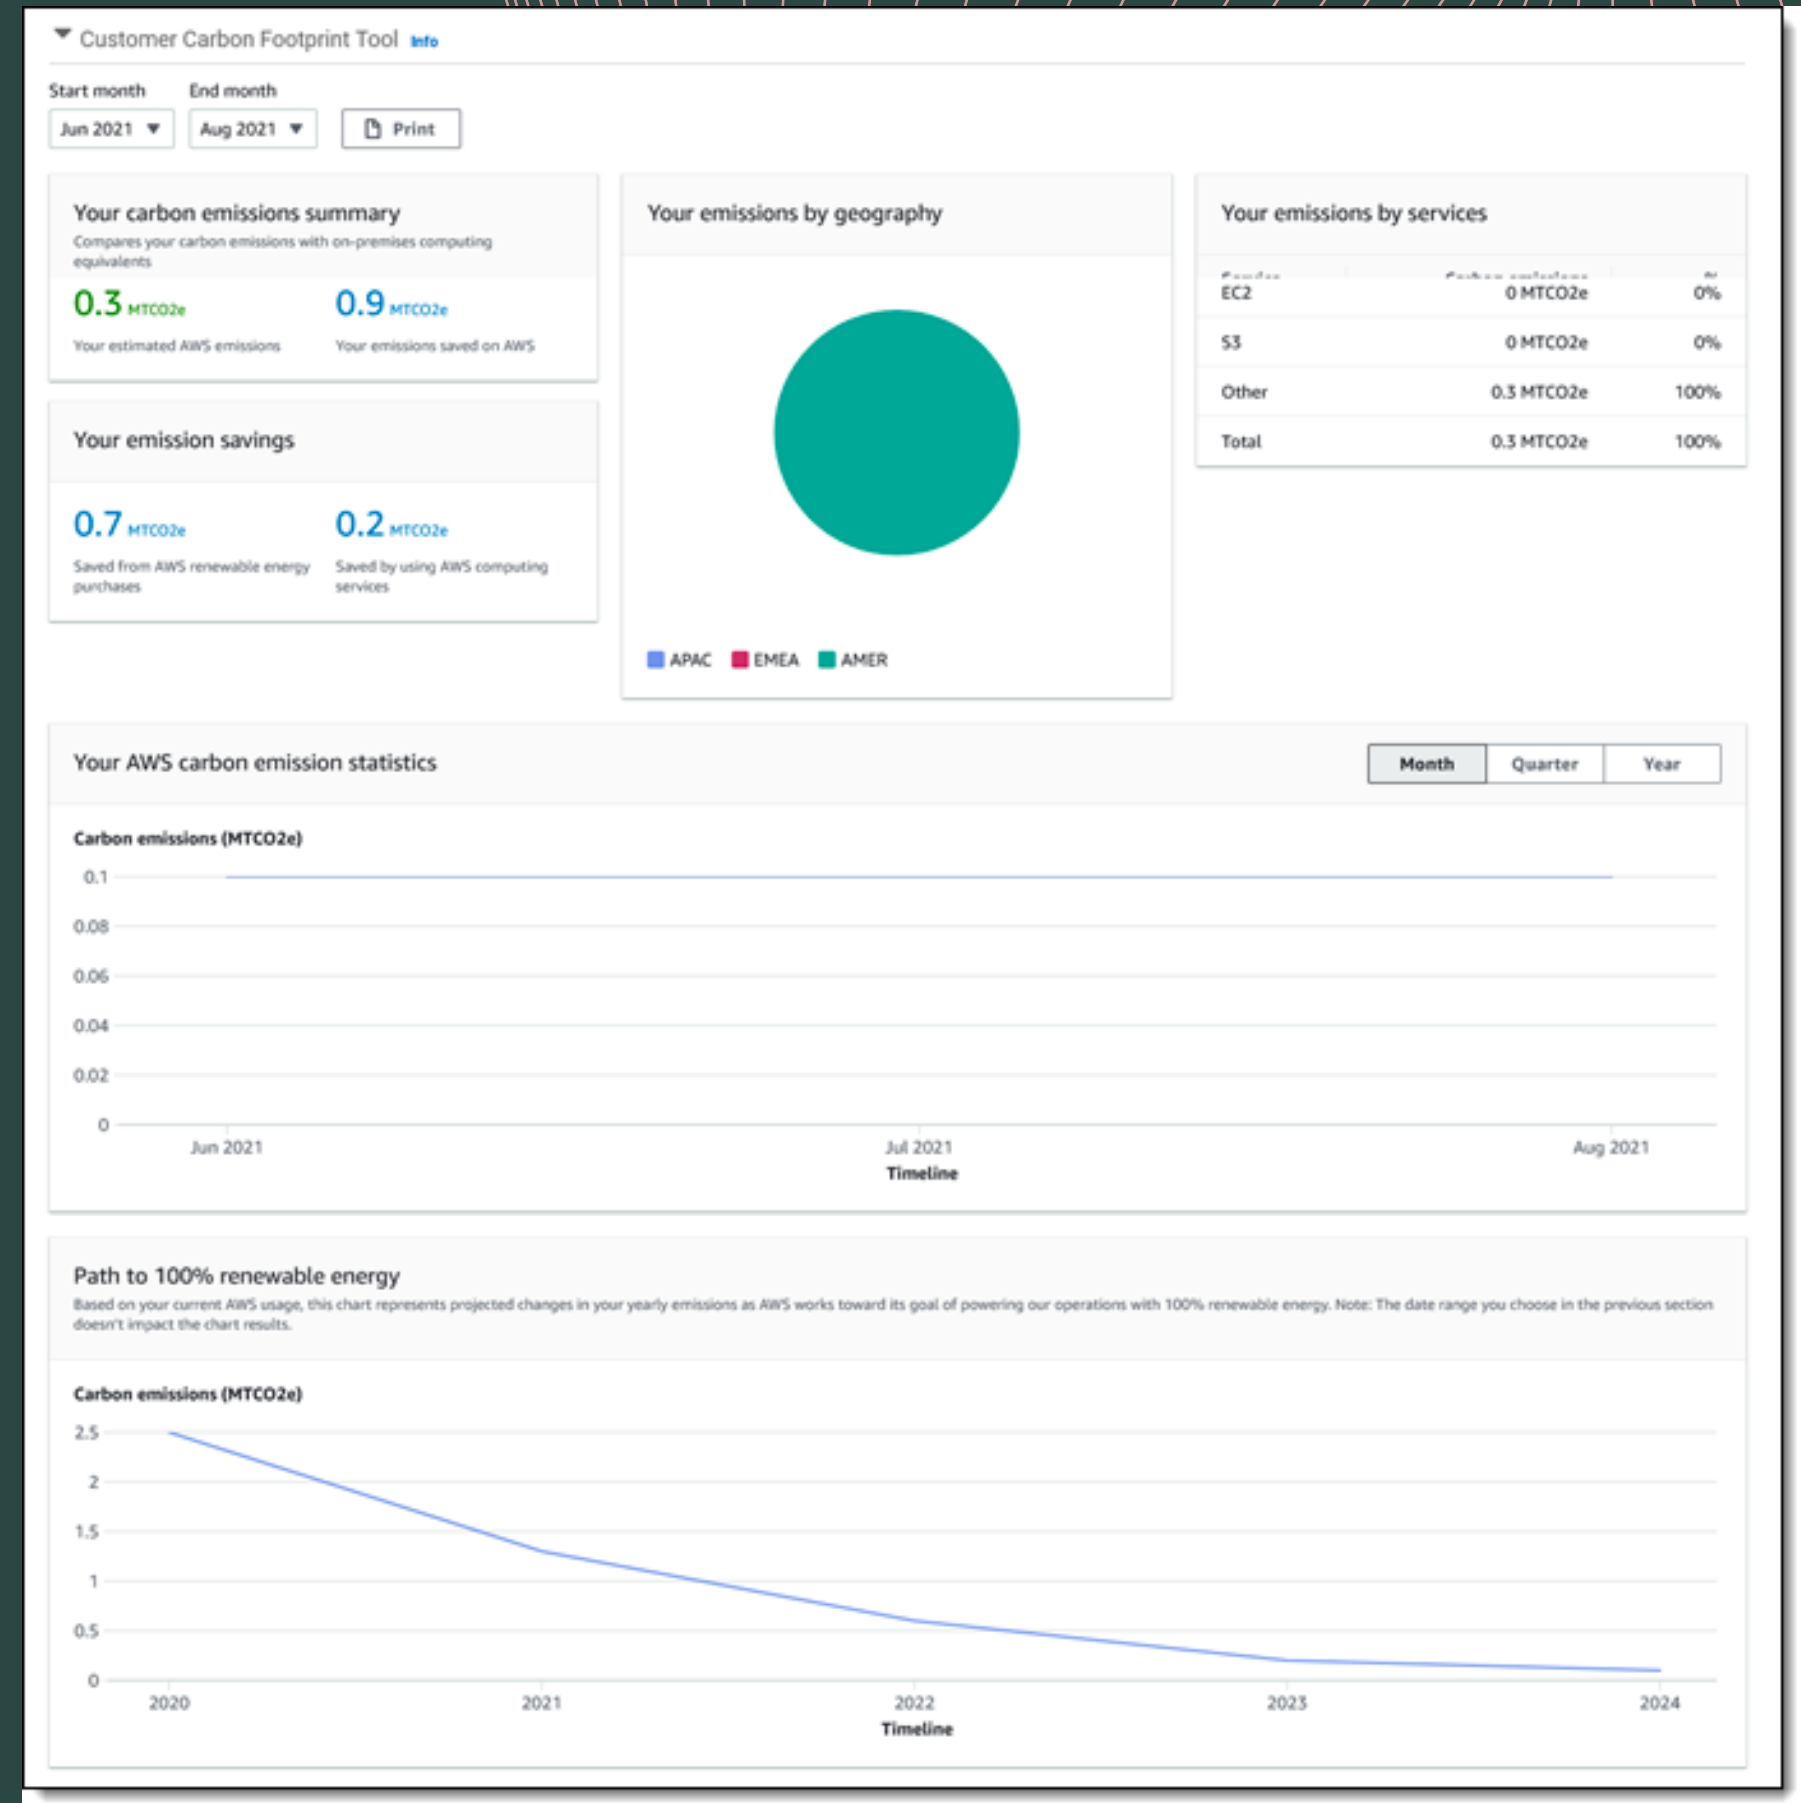 Customer Carbon Footprint Tool Info
Start month End month
Jun 2021 Aug 2021 Print
Your carbon emissions summary
Compares your carbon emissions with on-premises computing
equivalents
0.3 MTCO2e 0.9 MTCO2e
Your estimated AWS emissions Your emissions saved on AWS
Your emission savings
0.7 MTCO2e 0.2 MTCO2e
Saved from AWS renewable energy
purchases
Saved by using AWS computing
services
Your emissions by geography
APAC EMEA AMER
Your emissions by services
Service Carbon emissions %
EC2 0 MTCO2e 0%
S3 0 MTCO2e 0%
Other 0.3 MTCO2e 100%
Total 0.3 MTCO2e 100%
Your AWS carbon emission statistics
Month Quarter Year
Carbon emissions (MTCO2e)
0.1
0.08
0.06
0.04
0.02
0
Jun 2021 Jul 2021 Aug 2021
Timeline
Path to 100% renewable energy
Based on your current AWS usage, this chart represents projected changes in your yearly emissions as AWS works toward its goal of powering our operations with 100% renewable energy. Note: The date range you choose in the previous section
doesn't impact the chart results.
Carbon emissions (MTCO2e)
2.5
2
1.5
1
0.5
0
2020 2021 2022 2023 2024
Timeline